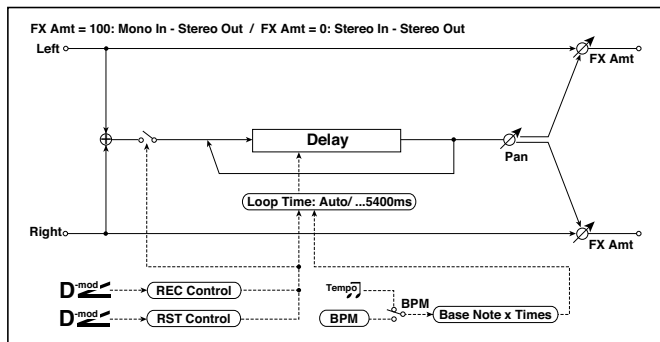 FX Amt = 100: Mono In - Stereo Out / FX Amt = 0: Stereo In - Stereo Out
Left
FX Amt
Delay
Pan
Loop Time: Auto/ ...5400ms
Right
FX Amt
D-mod
REC Control
Tempo
BPM
D-mod
RST Control
BPM
Base Note x Times